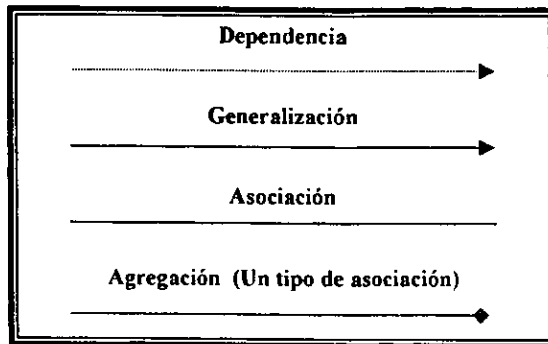 Dependencia
Generalización
Asociación
Agregación (Un tipo de asociación)